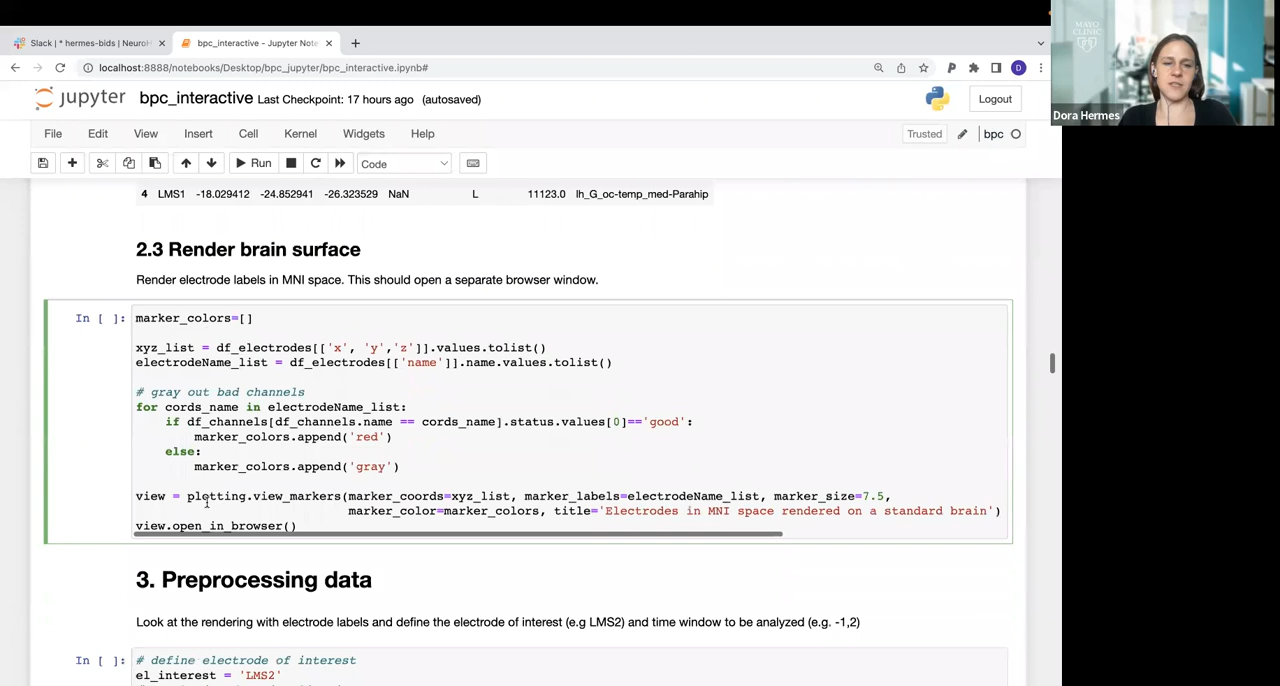 Slack | * hermes-bids | NeuroH
bpc_interactive - Jupyter Note
localhost:8888/notebooks/Desktop/bpc_jupyter/bpc_interactive.ipynb#
D
MAYO
CLINIC
Dora Hermes
jupyter bpc_interactive Last Checkpoint: 17 hours ago (autosaved)
Logout
File Edit View Insert Cell Kernel Widgets Help
Trusted bpc
Run Code
4 LMS1 -18.029412 -24.852941 -26.323529 NaN L 11123.0 lh_G_oc-temp_med-Parahip
2.3 Render brain surface
Render electrode labels in MNI space. This should open a separate browser window.
In [ ]: marker_colors=[]
xyz_list = df_electrodes[['x', 'y','z']].values.tolist()
electrodeName_list = df_electrodes[['name']].name.values.tolist()
# gray out bad channels
for cords_name in electrodeName_list:
if df_channels[df_channels.name == cords_name].status.values[0]=='good':
marker_colors.append('red')
else:
marker_colors.append('gray')
view = plotting.view_markers(marker_coords=xyz_list, marker_labels=electrodeName_list, marker_size=7.5,
marker_color=marker_colors, title='Electrodes in MNI space rendered on a standard brain')
view.open_in_browser()
3. Preprocessing data
Look at the rendering with electrode labels and define the electrode of interest (e.g LMS2) and time window to be analyzed (e.g. -1,2)
In [ ]: # define electrode of interest
el_interest = 'LMS2'